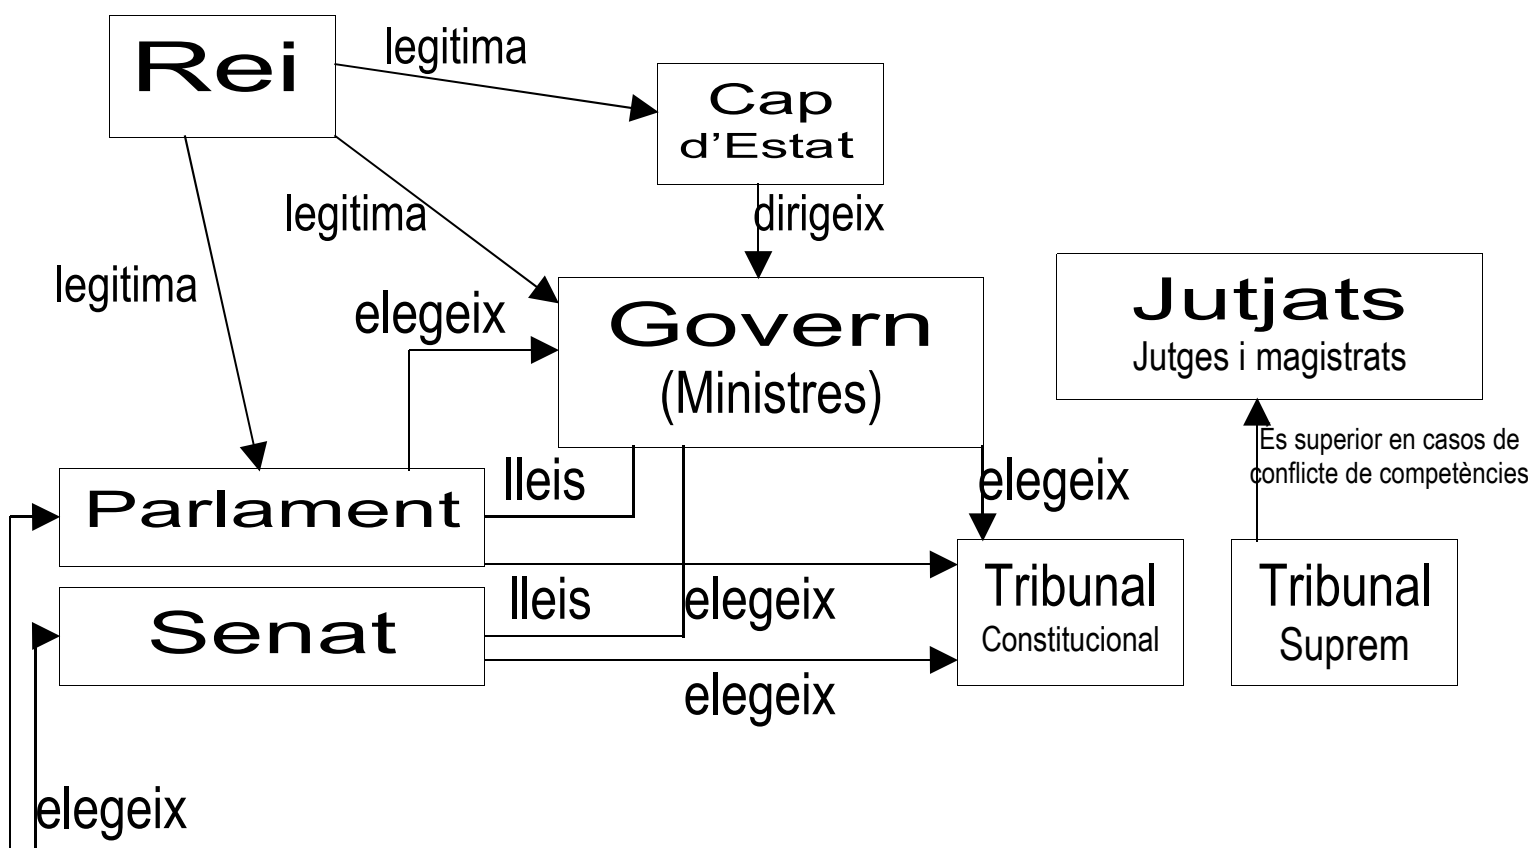 Rei
legitima
Cap
d'Estat
legitima
dirigeix
legitima
elegeix
Govern
(Ministres)
Jutjats
Jutges i magistrats
Es superior en casos de
conflicte de competències
Parlament
lleis
elegeix
Senat
lleis
elegeix
elegeix
Tribunal
Constitucional
Tribunal
Suprem
elegeix